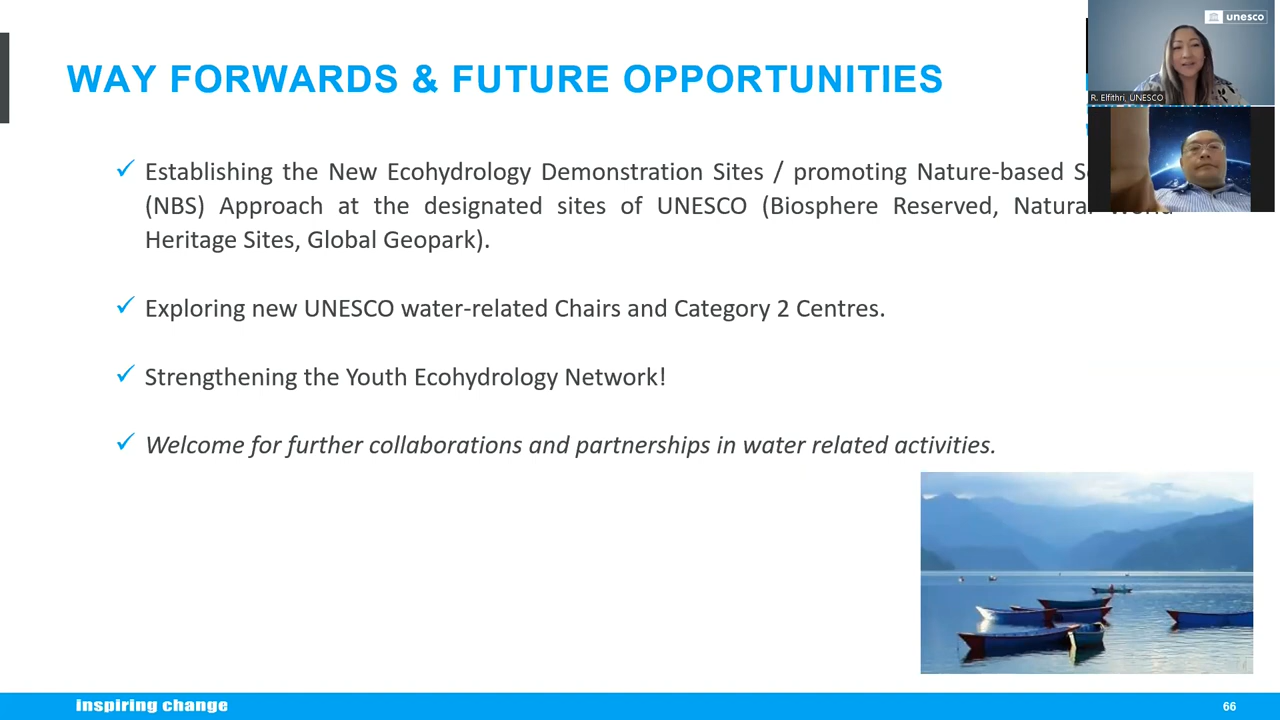 WAY FORWARDS & FUTURE OPPORTUNITIES
unesco
R. Elfithri, UNESCO
Establishing the New Ecohydrology Demonstration Sites / promoting Nature-based
(NBS) Approach at the designated sites of UNESCO (Biosphere Reserved, Natural World
Heritage Sites, Global Geopark).
Exploring new UNESCO water-related Chairs and Category 2 Centres.
Strengthening the Youth Ecohydrology Network!
Welcome for further collaborations and partnerships in water related activities.
inspiring change
66